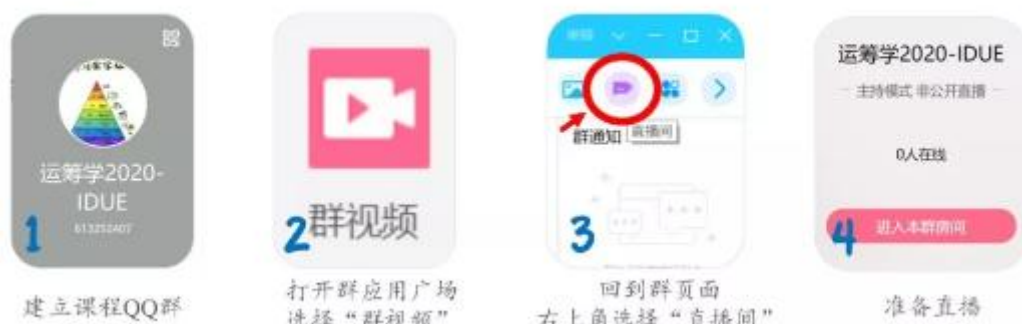 运筹学2020-
IDUE
1
建立课程QQ群
群视频
2
打开群应用广场
选择“群视频”
群通知
直播间
3
回到群页面
右上角选择“直播间”
运筹学2020-IDUE
主持模式 非公开直播
0人在线
进入本群房间
4
准备直播